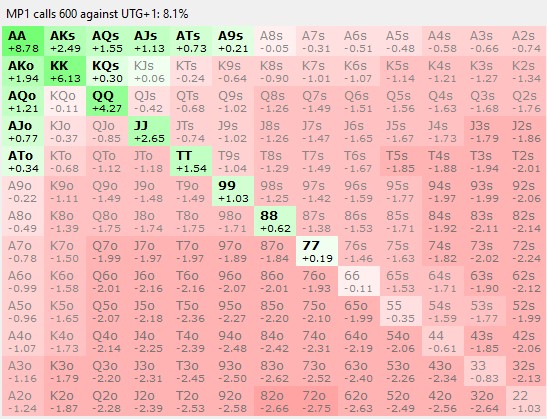 MP1 calls 600 against UTG+1: 8.1%
AA AKs AQs AJs ATs A9s A8s A7s A6s A5s A4s A3s A2s
+8.78 +2.49 +1.55 +1.13 +0.73 +0.21 -0.05 -0.31 -0.51 -0.48 -0.58 -0.66 -0.74
AKo KK KQs KJs KTs K9s K8s K7s K6s K5s K4s K3s K2s
+1.94 +6.13 +0.30 +0.06 -0.24 -0.64 -0.90 -1.01 -1.07 -1.14 -1.21 -1.27 -1.34
AQo KQo QQ QJs QTs Q9s Q8s Q7s Q6s Q5s Q4s Q3s Q2s
+1.21 -0.11 +4.27 -0.42 -0.68 -1.02 -1.26 -1.49 -1.51 -1.56 -1.63 -1.68 -1.76
AJo KJo QJo JJ JTs J9s J8s J7s J6s J5s J4s J3s J2s
+0.77 -0.37 -0.85 +2.65 -0.74 -1.02 -1.26 -1.47 -1.65 -1.67 -1.73 -1.79 -1.86
ATo KTo QTo JTo TT T9s T8s T7s T6s T5s T4s T3s T2s
+0.34 -0.68 -1.12 -1.18 +1.54 -1.04 -1.29 -1.49 -1.67 -1.85 -1.88 -1.94 -2.01
A9o K9o Q9o J9o T9o 99 98s 97s 96s 95s 94s 93s 92s
-0.22 -1.11 -1.49 -1.48 -1.49 +1.03 -1.25 -1.42 -1.59 -1.77 -1.97 -1.99 -2.06
A8o K8o Q8o J8o T8o 98o 88 87s 86s 85s 84s 83s 82s
-0.49 -1.39 -1.75 -1.74 -1.75 -1.71 +0.62 -1.38 -1.53 -1.71 -1.92 -2.11 -2.14
A7o K7o Q7o J7o T7o 97o 87o 77 76s 75s 74s 73s 72s
-0.78 -1.50 -1.99 -1.97 -1.97 -1.89 -1.84 +0.19 -1.46 -1.63 -1.82 -2.02 -2.24
A6o K6o Q6o J6o T6o 96o 86o 76o 66 65s 64s 63s 62s
-0.99 -1.58 -2.01 -2.16 -2.16 -2.07 -2.01 -1.93 -0.11 -1.53 -1.71 -1.90 -2.12
A5o K5o Q5o J5o T5o 95o 85o 75o 65o 55 54s 53s 52s
-0.96 -1.65 -2.07 -2.18 -2.36 -2.27 -2.20 -2.10 -1.99 -0.35 -1.59 -1.77 -1.99
A4o K4o Q4o J4o T4o 94o 84o 74o 64o 54o 44 43s 42s
-1.07 -1.73 -2.14 -2.25 -2.39 -2.48 -2.42 -2.31 -2.19 -2.06 -0.61 -1.85 -2.06
A3o K3o Q3o J3o T3o 93o 83o 73o 63o 53o 43o 33 32s
-1.16 -1.79 -2.20 -2.31 -2.45 -2.50 -2.62 -2.52 -2.40 -2.26 -2.34 -0.83 -2.13
A2o K2o Q2o J2o T2o 92o 82o 72o 62o 52o 42o 32o 22
-1.24 -1.87 -2.28 -2.39 -2.53 -2.58 -2.66 -2.75 -2.63 -2.49 -2.56 -2.64 -1.03